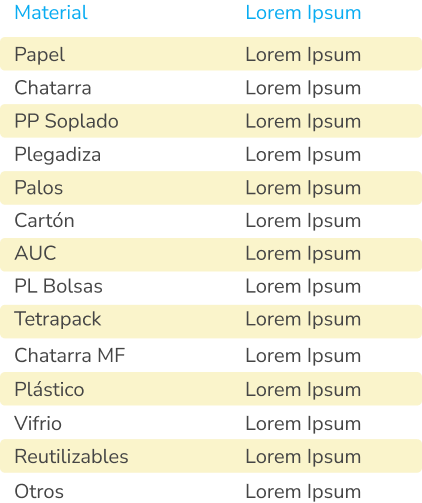 Material Lorem Ipsum
Papel Lorem Ipsum
Chatarra Lorem Ipsum
PP Soplado Lorem Ipsum
Plegadiza Lorem Ipsum
Palos Lorem Ipsum
Cartón Lorem Ipsum
AUC Lorem Ipsum
PL Bolsas Lorem Ipsum
Tetrapack Lorem Ipsum
Chatarra MF Lorem Ipsum
Plástico Lorem Ipsum
Vifrio Lorem Ipsum
Reutilizables Lorem Ipsum
Otros Lorem Ipsum